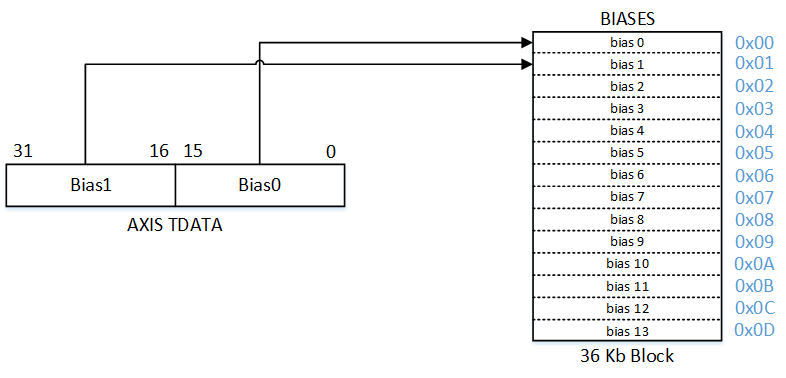 BIASES
bias 0 0x00
bias 1 0x01
bias 2 0x02
bias 3 0x03
bias 4 0x04
bias 5 0x05
bias 6 0x06
bias 7 0x07
bias 8 0x08
bias 9 0x09
bias 10 0x0A
bias 11 0x0B
bias 12 0x0C
bias 13 0x0D
36 Kb Block
31 16 15 0
Bias1 Bias0
AXIS TDATA